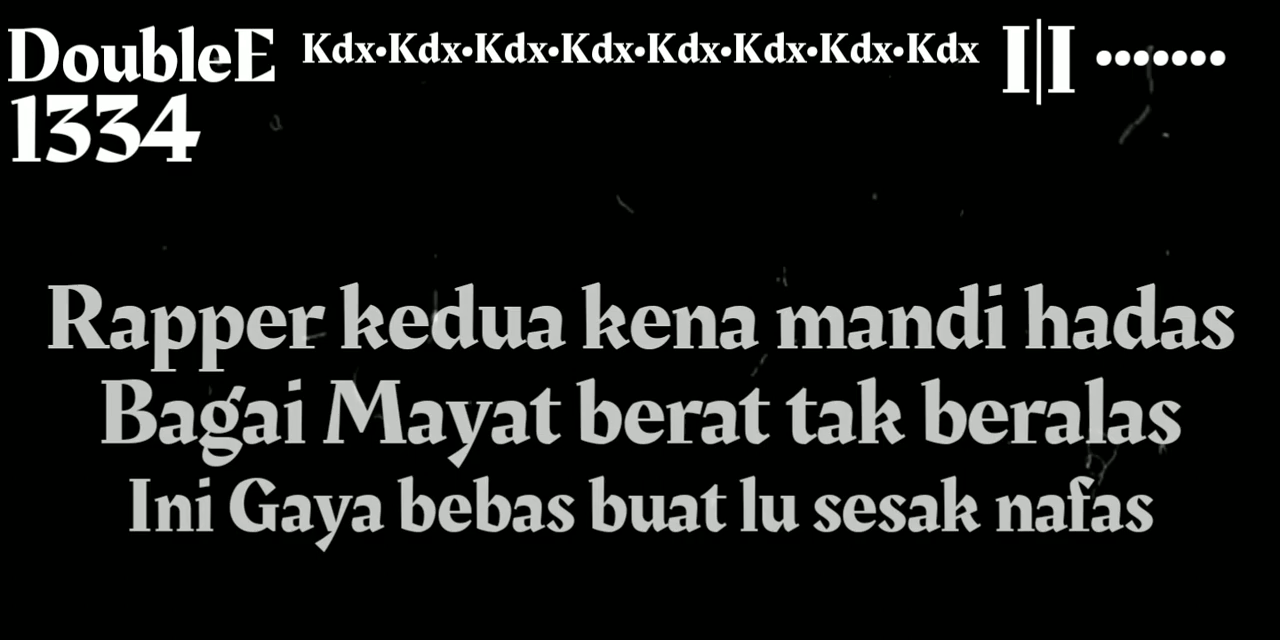 DoubleE Kdx•Kdx•Kdx•Kdx•Kdx•Kdx•Kdx•Kdx I|I •••••••
1334
Rapper kedua kena mandi hadas
Bagai Mayat berat tak beralas
Ini Gaya bebas buat lu sesak nafas